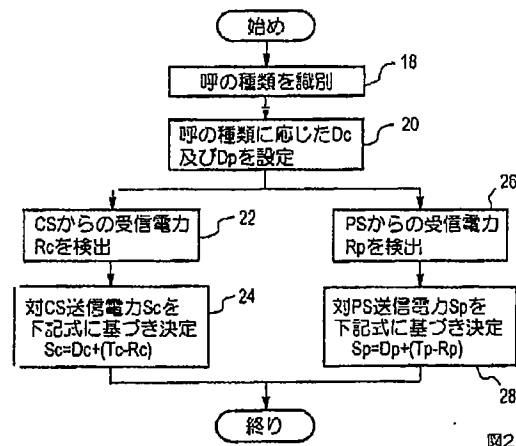 始め
呼の種類を識別
18
呼の種類に応じたDc
及びDpを設定
20
CSからの受信電力
Rcを検出
22
PSからの受信電力
Rpを検出
26
対CS送信電力Scを
下記式に基づき決定
Sc=Dc+(Tc-Rc)
24
対PS送信電力Spを
下記式に基づき決定
Sp=Dp+(Tp-Rp)
28
終り
図2